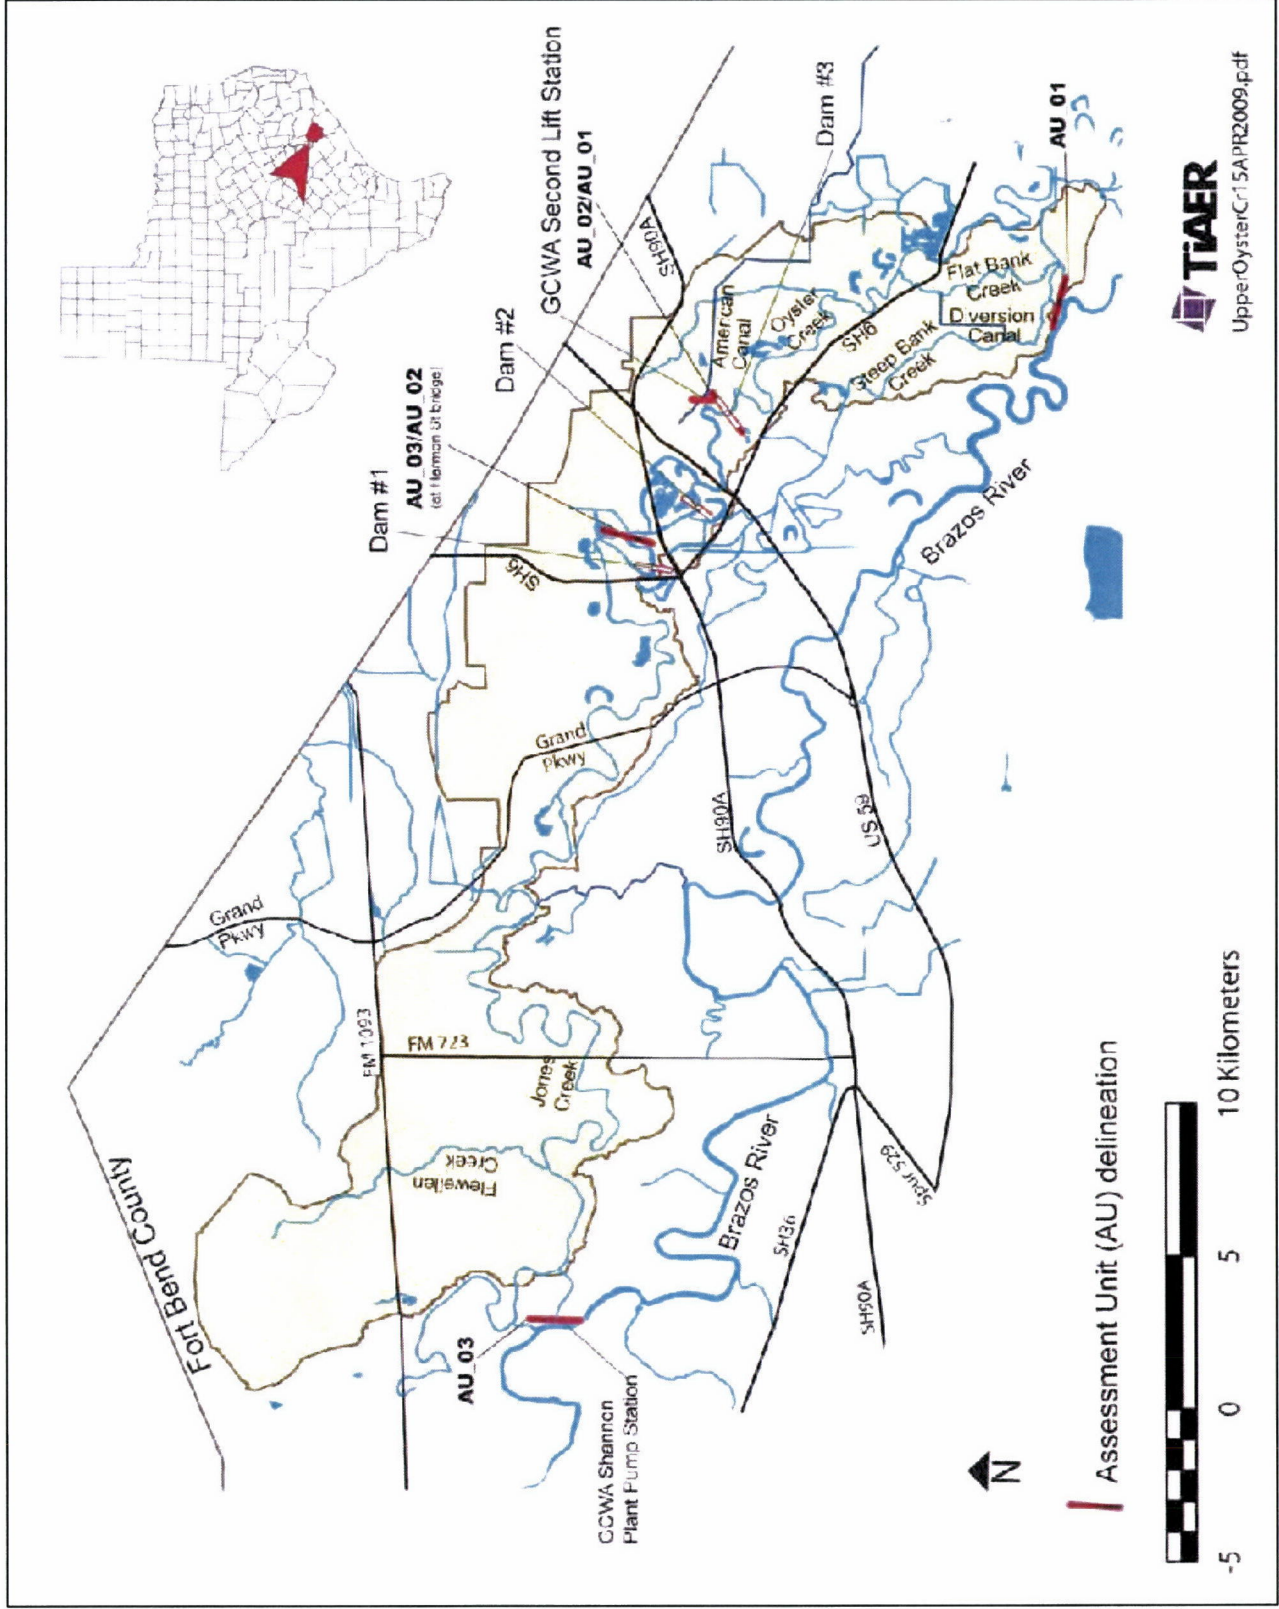 Fort Bend County
FM 1093
Grand
Pkwy
FM 723
Flewellen
Creek
Jones
Creek
AU_03
GCWA Shannon
Plant Pump Station
Brazos River
SH36
SH90A
Spur 529
Grand
Pkwy
SH90A
US 59
SH6
Dam #1
AU_03/AU_02
Dam #2
GCWA Second Lift Station
AU_02/AU_01
SH90A
Dam #3
American
Canal
Oyster
Creek
SH6
Steep Bank
Creek
Flat Bank
Creek
Diversion
Canal
AU_01
Brazos River
N
Assessment Unit (AU) delineation
-5 0 5 10 Kilometers
TIAER
UpperOysterCr15APR2009.pdf